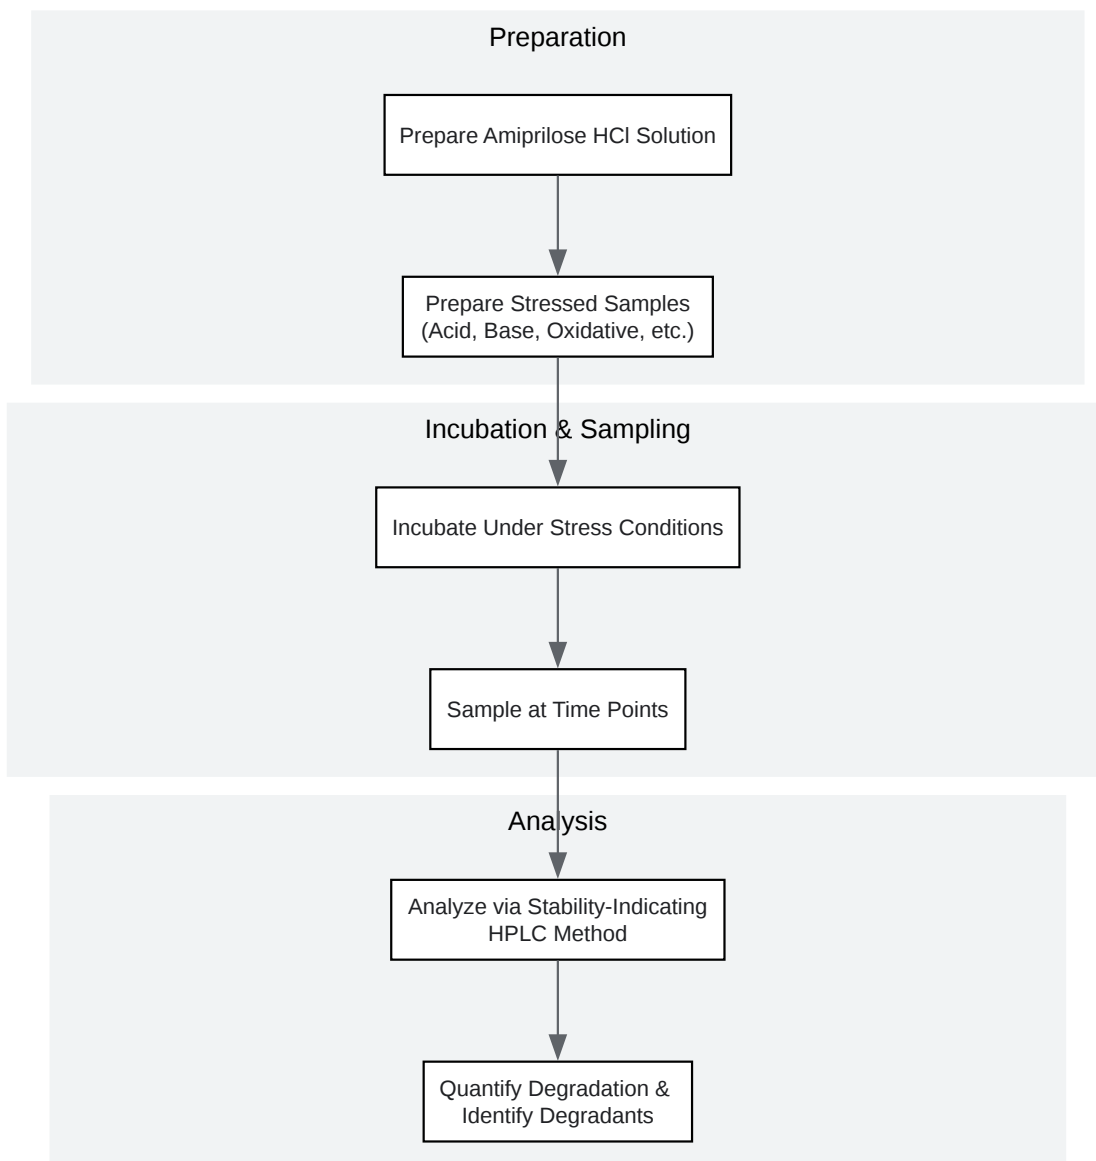 Preparation
Prepare Amiprilose HCl Solution
Prepare Stressed Samples
(Acid, Base, Oxidative, etc.)
Incubation & Sampling
Incubate Under Stress Conditions
Sample at Time Points
Analysis
Analyze via Stability-Indicating
HPLC Method
Quantify Degradation &
Identify Degradants